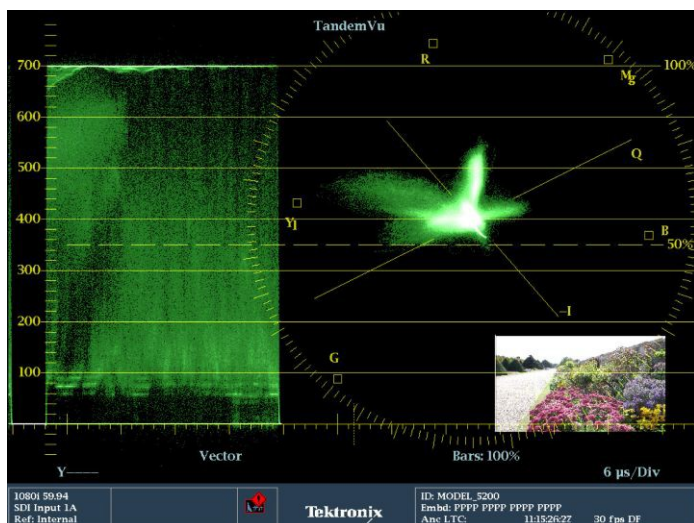 TandemVu
R
Mg
700
100%
600
Q
500
YI
400
B
50%
300
-I
200
G
100
0
Vector
Bars: 100%
Y----
6 µs/Div
1080i 59.94
SDI Input 1A
Ref: Internal
Tektronix
ID: MODEL_5200
Embd: PPPP PPPP PPPP PPPP
Anc LTC: 11:15:26:27 30 fps DF